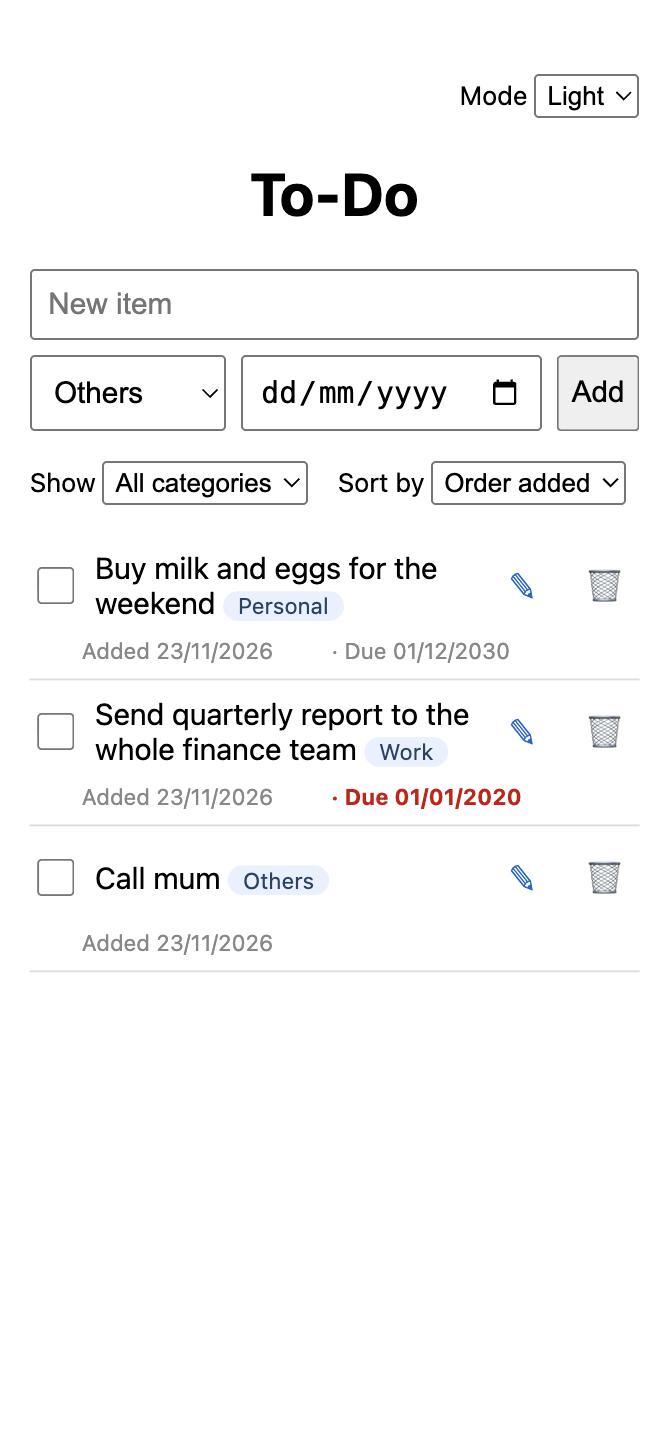 Mode Light
To-Do
New item
Others dd/mm/yyyy Add
Show All categories Sort by Order added
Buy milk and eggs for the
weekend Personal
Added 23/11/2026 · Due 01/12/2030
Send quarterly report to the
whole finance team Work
Added 23/11/2026 · Due 01/01/2020
Call mum Others
Added 23/11/2026